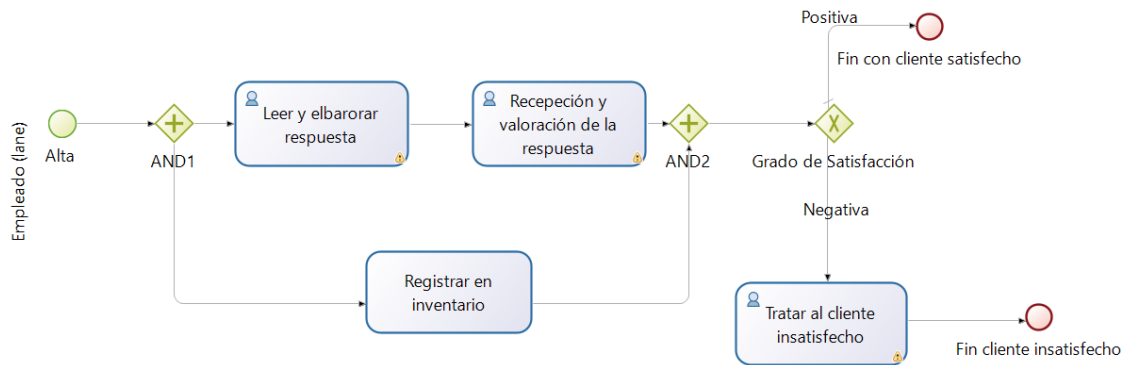 Empleado (lane)
Alta
AND1
Leer y elbarorar
respuesta
Recepeción y
valoración de la
respuesta
AND2
Grado de Satisfacción
Positiva
Fin con cliente satisfecho
Negativa
Registrar en
inventario
Tratar al cliente
insatisfecho
Fin cliente insatisfecho